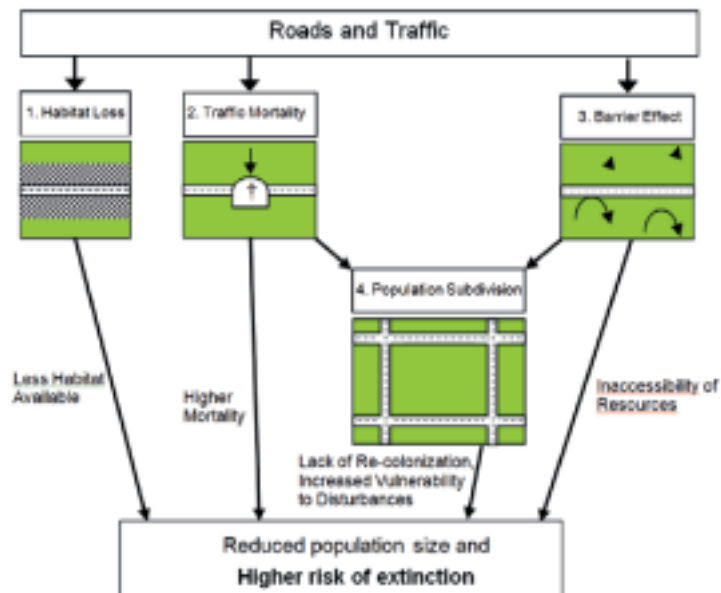 Roads and Traffic
1. Habitat Loss
2. Traffic Mortality
3. Barrier Effect
4. Population Subdivision
Less Habitat
Available
Higher
Mortality
Inaccessibility of
Resources
Lack of Re-colonization,
Increased Vulnerability
to Disturbances
Reduced population size and
Higher risk of extinction